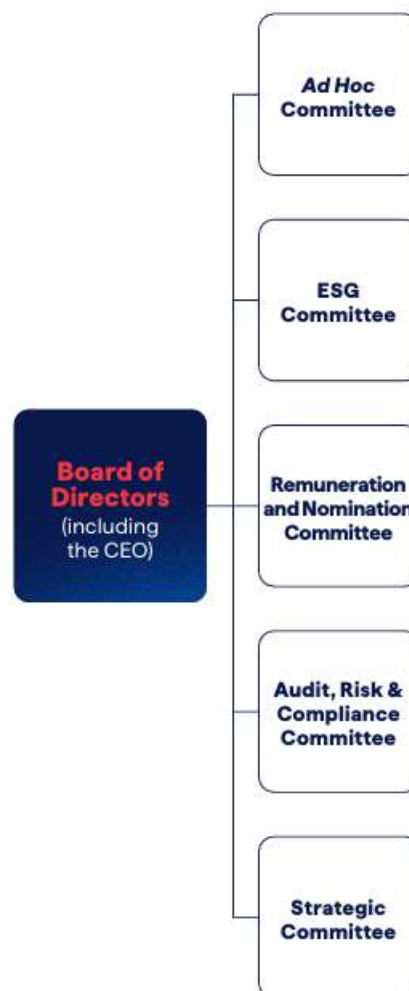 Ad Hoc
Committee
ESG
Committee
Board of
Directors
(including
the CEO)
Remuneration
and Nomination
Committee
Audit, Risk &
Compliance
Committee
Strategic
Committee